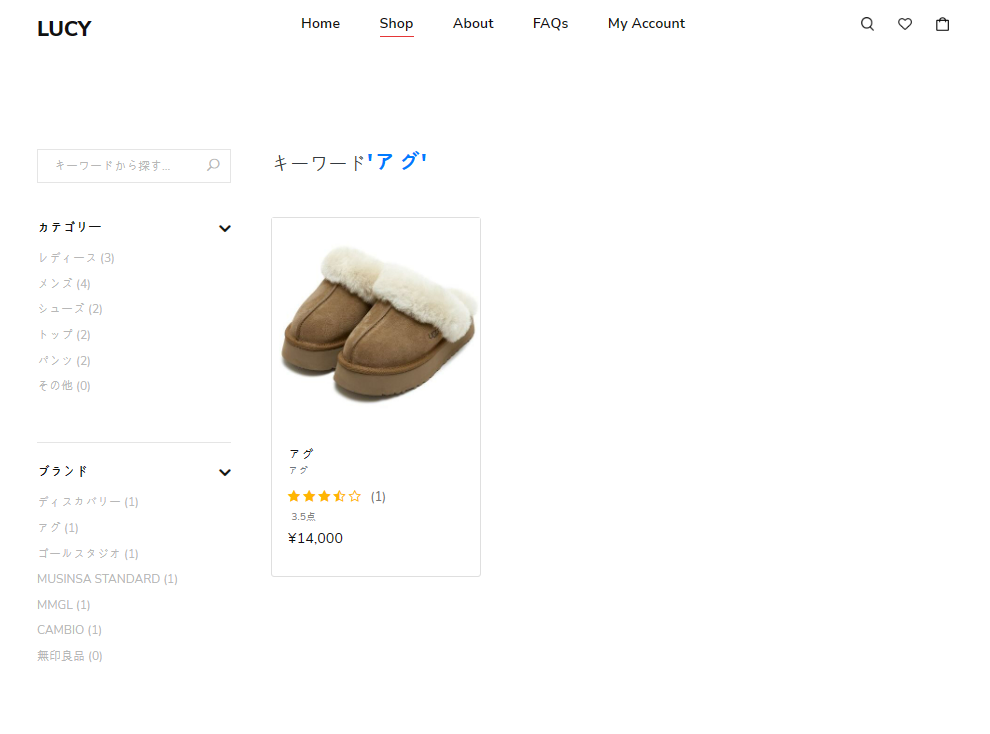 LUCY
Home Shop About FAQs My Account
キーワードから探す...
キーワード'アグ'
カテゴリー
レディース (3)
メンズ (4)
シューズ (2)
トップ (2)
パンツ (2)
その他 (0)
ブランド
ディスカバリー (1)
アグ (1)
ゴールスタジオ (1)
MUSINSA STANDARD (1)
MMGL (1)
CAMBIO (1)
無印良品 (0)
アグ
アグ
(1)
3.5点
¥14,000